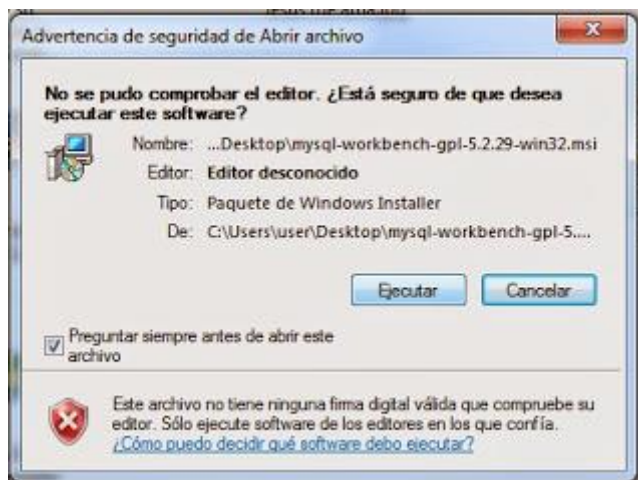 Advertencia de seguridad de Abrir archivo
No se pudo comprobar el editor. ¿Está seguro de que desea
ejecutar este software?
Nombre: ...Desktop\mysql-workbench-gpl-5.2.29-win32.msi
Editor: Editor desconocido
Tipo: Paquete de Windows Installer
De: C:\Users\user\Desktop\mysql-workbench-gpl-5....
Ejecutar Cancelar
Preguntar siempre antes de abrir este
archivo
Este archivo no tiene ninguna firma digital válida que compruebe su
editor. Sólo ejecute software de los editores en los que confía.
¿Cómo puedo decidir qué software debo ejecutar?